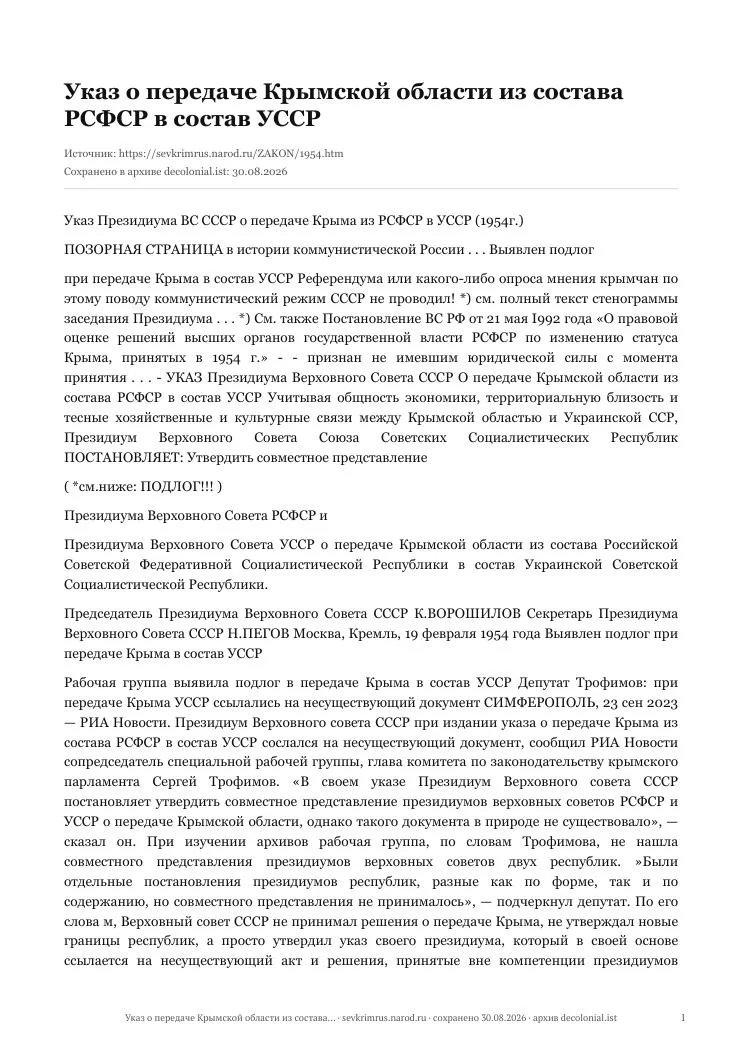 Указ о передаче Крымской области из состава
РСФСР в состав УССР
Источник: https://sevkrimrus.narod.ru/ZAKON/1954.htm
Сохранено в архиве decolonial.ist: 30.08.2026
Указ Президиума ВС СССР о передаче Крыма из РСФСР в УССР (1954г.)
ПОЗОРНАЯ СТРАНИЦА в истории коммунистической России . . . Выявлен подлог
при передаче Крыма в состав УССР Референдума или какого-либо опроса мнения крымчан по
этому поводу коммунистический режим СССР не проводил! *) см. полный текст стенограммы
заседания Президиума . . . *) См. также Постановление ВС РФ от 21 мая I992 года «О правовой
оценке решений высших органов государственной власти РСФСР по изменению статуса
Крыма, принятых в 1954 г.» - - признан не имевшим юридической силы с момента
принятия . . . - УКАЗ Президиума Верховного Совета СССР О передаче Крымской области из
состава РСФСР в состав УССР Учитывая общность экономики, территориальную близость и
тесные хозяйственные и культурные связи между Крымской областью и Украинской ССР,
Президиум Верховного Совета Союза Советских Социалистических Республик
ПОСТАНОВЛЯЕТ: Утвердить совместное представление
( *см.ниже: ПОДЛОГ!!! )
Президиума Верховного Совета РСФСР и
Президиума Верховного Совета УССР о передаче Крымской области из состава Российской
Советской Федеративной Социалистической Республики в состав Украинской Советской
Социалистической Республики.
Председатель Президиума Верховного Совета СССР К.ВОРОШИЛОВ Секретарь Президиума
Верховного Совета СССР Н.ПЕГОВ Москва, Кремль, 19 февраля 1954 года Выявлен подлог при
передаче Крыма в состав УССР
Рабочая группа выявила подлог в передаче Крыма в состав УССР Депутат Трофимов: при
передаче Крыма УССР ссылались на несуществующий документ СИМФЕРОПОЛЬ, 23 сен 2023
— РИА Новости. Президиум Верховного совета СССР при издании указа о передаче Крыма из
состава РСФСР в состав УССР сослался на несуществующий документ, сообщил РИА Новости
сопредседатель специальной рабочей группы, глава комитета по законодательству крымского
парламента Сергей Трофимов. «В своем указе Президиум Верховного совета СССР
постановляет утвердить совместное представление президиумов верховных советов РСФСР и
УССР о передаче Крымской области, однако такого документа в природе не существовало», —
сказал он. При изучении архивов рабочая группа, по словам Трофимова, не нашла
совместного представления президиумов верховных советов двух республик. »Были
отдельные постановления президиумов республик, разные как по форме, так и по
содержанию, но совместного представления не принималось», — подчеркнул депутат. По его
слова м, Верховный совет СССР не принимал решения о передаче Крыма, не утверждал новые
границы республик, а просто утвердил указ своего президиума, который в своей основе
ссылается на несуществующий акт и решения, принятые вне компетенции президиумов
Указ о передаче Крымской области из состава… · sevkrimrus.narod.ru · сохранено 30.08.2026 · архив decolonial.ist 1